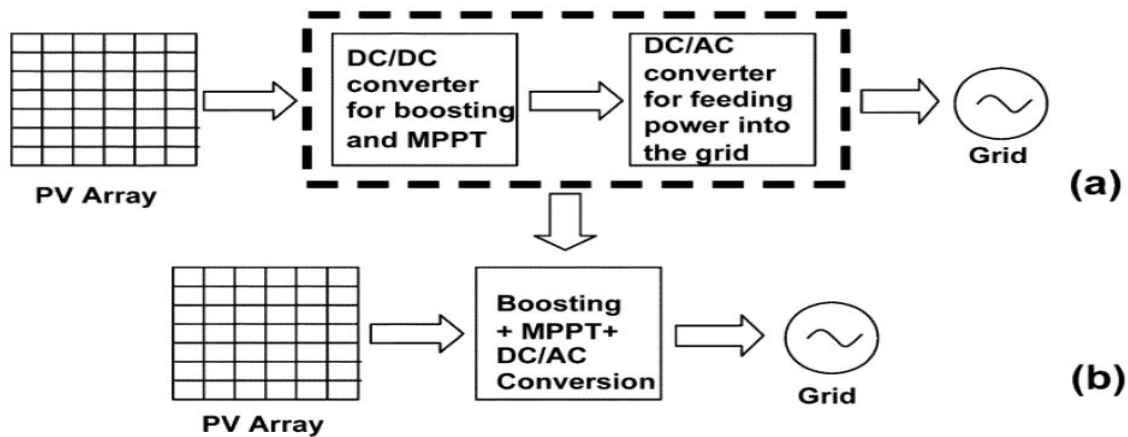 DC/DC
converter
for boosting
and MPPT
DC/AC
converter
for feeding
power into
the grid
PV Array
Grid
(a)
Boosting
+ MPPT+
DC/AC
Conversion
PV Array
Grid
(b)